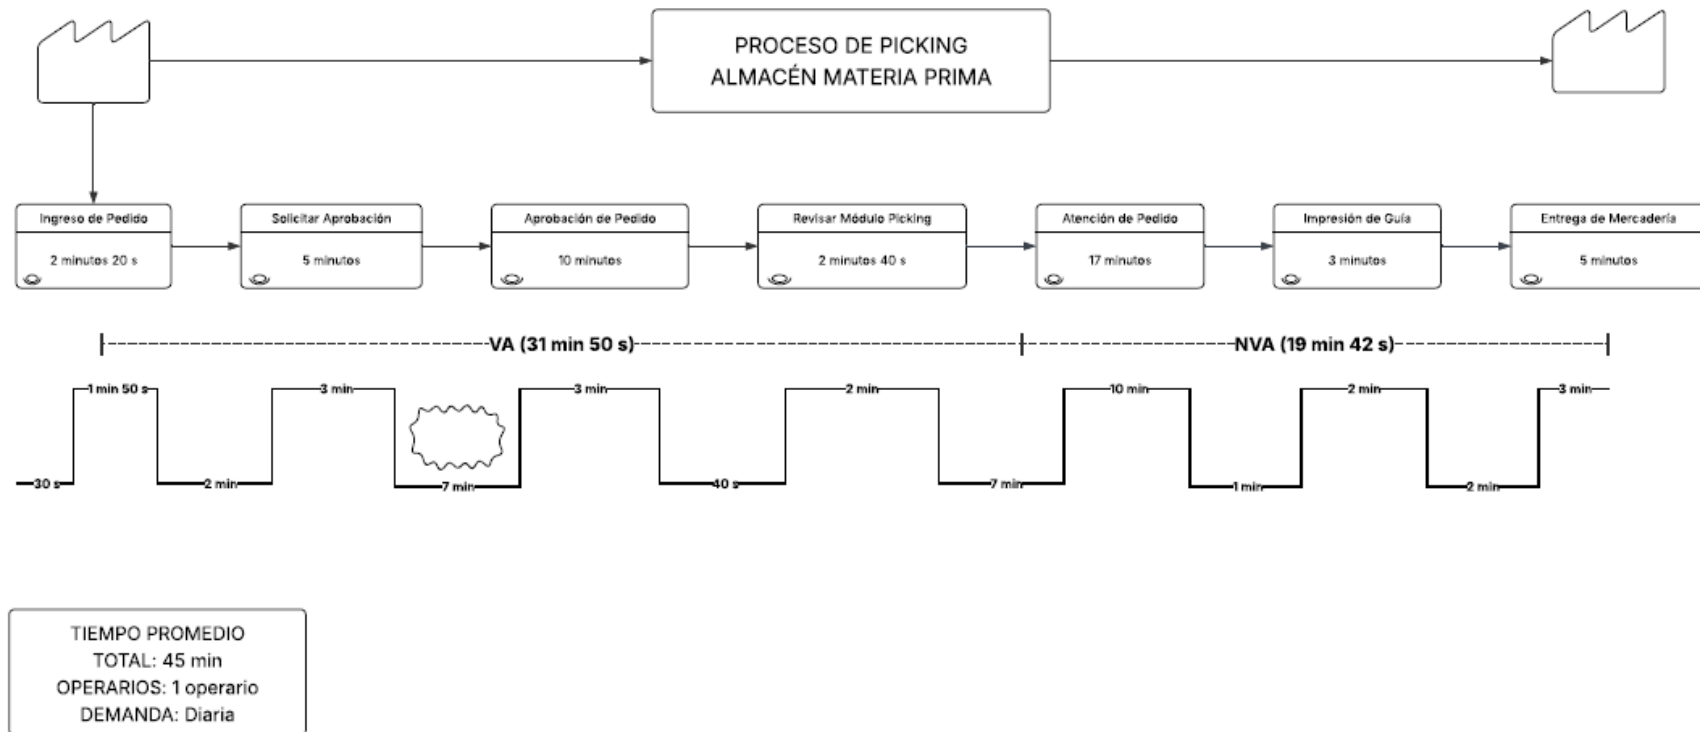 PROCESO DE PICKING
ALMACÉN MATERIA PRIMA
Ingreso de Pedido
2 minutos 20 s
Solicitar Aprobación
5 minutos
Aprobación de Pedido
10 minutos
Revisar Módulo Picking
2 minutos 40 s
Atención de Pedido
17 minutos
Impresión de Guía
3 minutos
Entrega de Mercadería
5 minutos
VA (31 min 50 s)
NVA (19 min 42 s)
1 min 50 s
3 min
3 min
2 min
10 min
2 min
3 min
30 s
2 min
7 min
40 s
7 min
1 min
2 min
TIEMPO PROMEDIO
TOTAL: 45 min
OPERARIOS: 1 operario
DEMANDA: Diaria